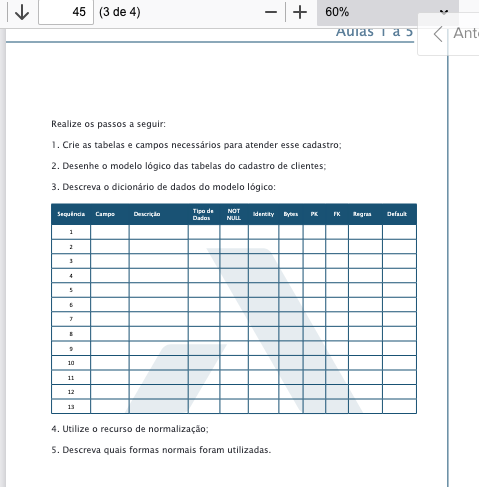 45 (3 de 4) 60%
Aulas 1 a 5
Ant
Realize os passos a seguir:
1. Crie as tabelas e campos necessários para atender esse cadastro;
2. Desenhe o modelo lógico das tabelas do cadastro de clientes;
3. Descreva o dicionário de dados do modelo lógico:
Sequência Campo Descrição Tipo de Dados NOT NULL Identity Bytes PK FK Regras Default
1
2
3
4
5
6
7
8
9
10
11
12
13
4. Utilize o recurso de normalização;
5. Descreva quais formas normais foram utilizadas.